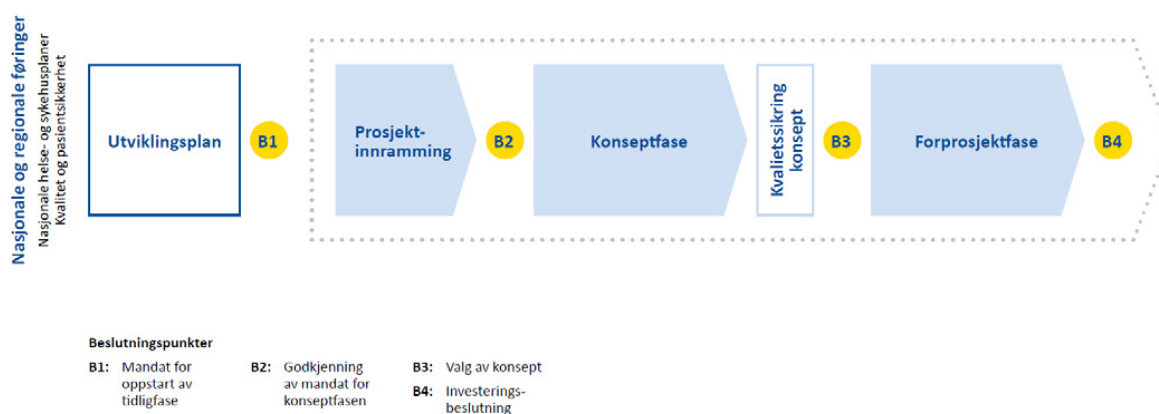 Nasjonale og regionale føringer
Nasjonale helse- og sykehusplaner
Kvalitet og pasientsikkerhet
Utviklingsplan
B1
Prosjekt-
innramming
B2
Konseptfase
Kvalietssikring
konsept
B3
Forprosjektfase
B4
Beslutningspunkter
B1: Mandat for
oppstart av
tidligfase
B2: Godkjenning
av mandat for
konseptfasen
B3: Valg av konsept
B4: Investerings-
beslutning